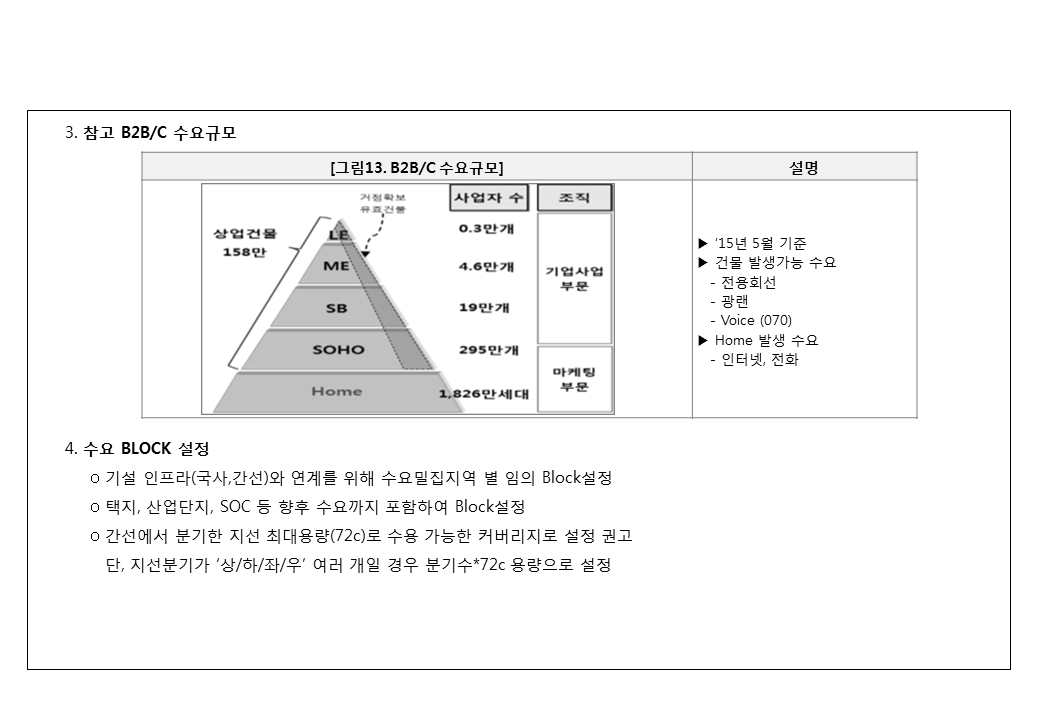 3. 참고 B2B/C 수요규모
[그림13. B2B/C 수요규모]
설명
거점확보
유효건물
사업자 수
조직
상업건물
158만
LE
0.3만개
ME
4.6만개
기업사업
부문
SB
19만개
SOHO
295만개
마케팅
부문
Home
1,826만세대
▶ ‘15년 5월 기준
▶ 건물 발생가능 수요
- 전용회선
- 광랜
- Voice (070)
▶ Home 발생 수요
- 인터넷, 전화
4. 수요 BLOCK 설정
ㅇ 기설 인프라(국사,간선)와 연계를 위해 수요밀집지역 별 임의 Block설정
ㅇ 택지, 산업단지, SOC 등 향후 수요까지 포함하여 Block설정
ㅇ 간선에서 분기한 지선 최대용량(72c)로 수용 가능한 커버리지로 설정 권고
단, 지선분기가 ‘상/하/좌/우’ 여러 개일 경우 분기수*72c 용량으로 설정